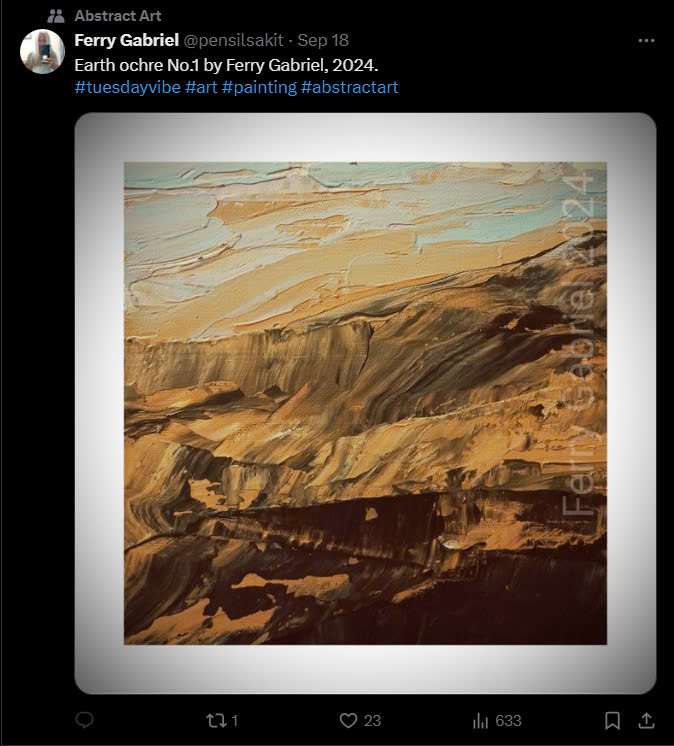 Abstract Art
Ferry Gabriel @pensilsakit · Sep 18
Earth ochre No.1 by Ferry Gabriel, 2024.
#tuesdayvibe #art #painting #abstractart
Ferry Gabriel 2024
1
23
633